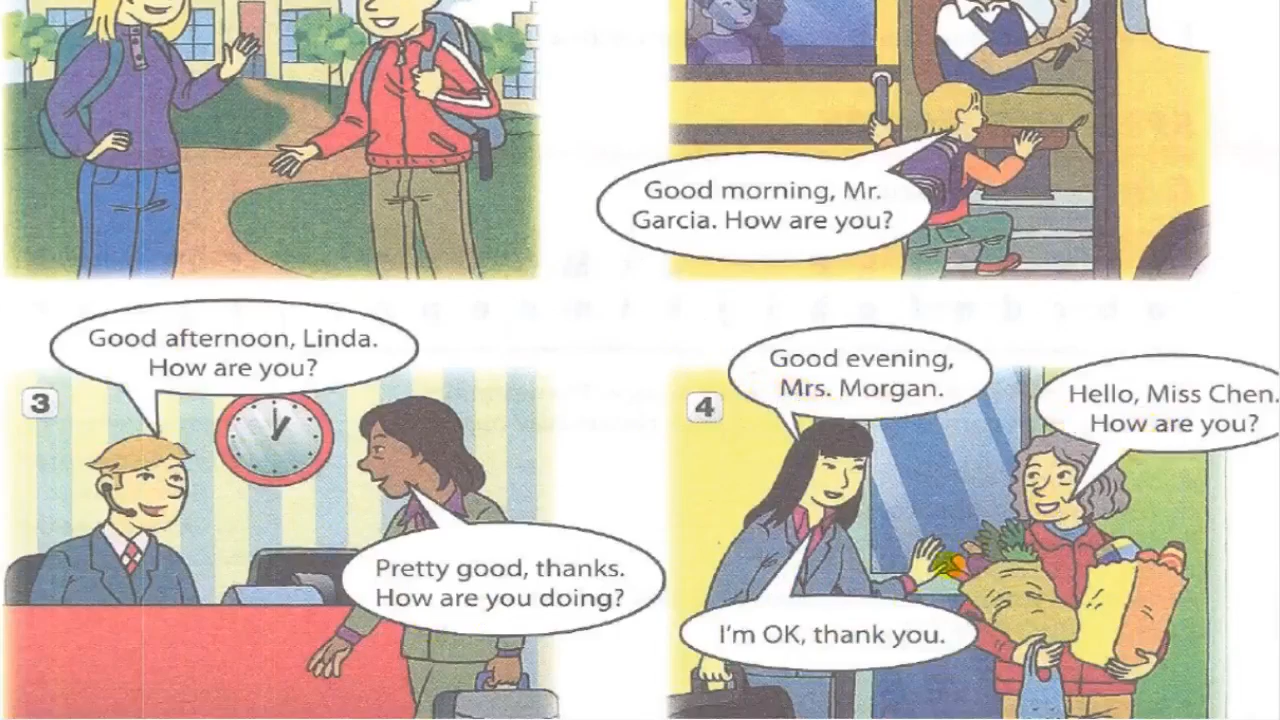 Good morning, Mr.
Garcia. How are you?
Good afternoon, Linda.
How are you?
3
Pretty good, thanks.
How are you doing?
4
Good evening,
Mrs. Morgan.
Hello, Miss Chen.
How are you?
I'm OK, thank you.